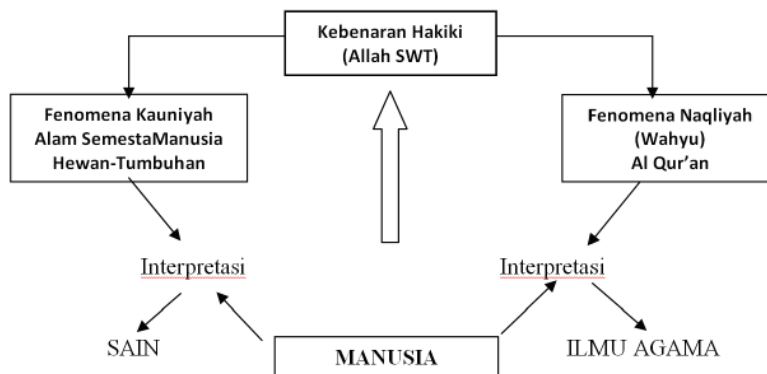 Kebenaran Hakiki
(Allah SWT)
Fenomena Kauniyah
Alam SemestaManusia
Hewan-Tumbuhan
Fenomena Naqliyah
(Wahyu)
Al Qur’an
Interpretasi
Interpretasi
SAIN
MANUSIA
ILMU AGAMA